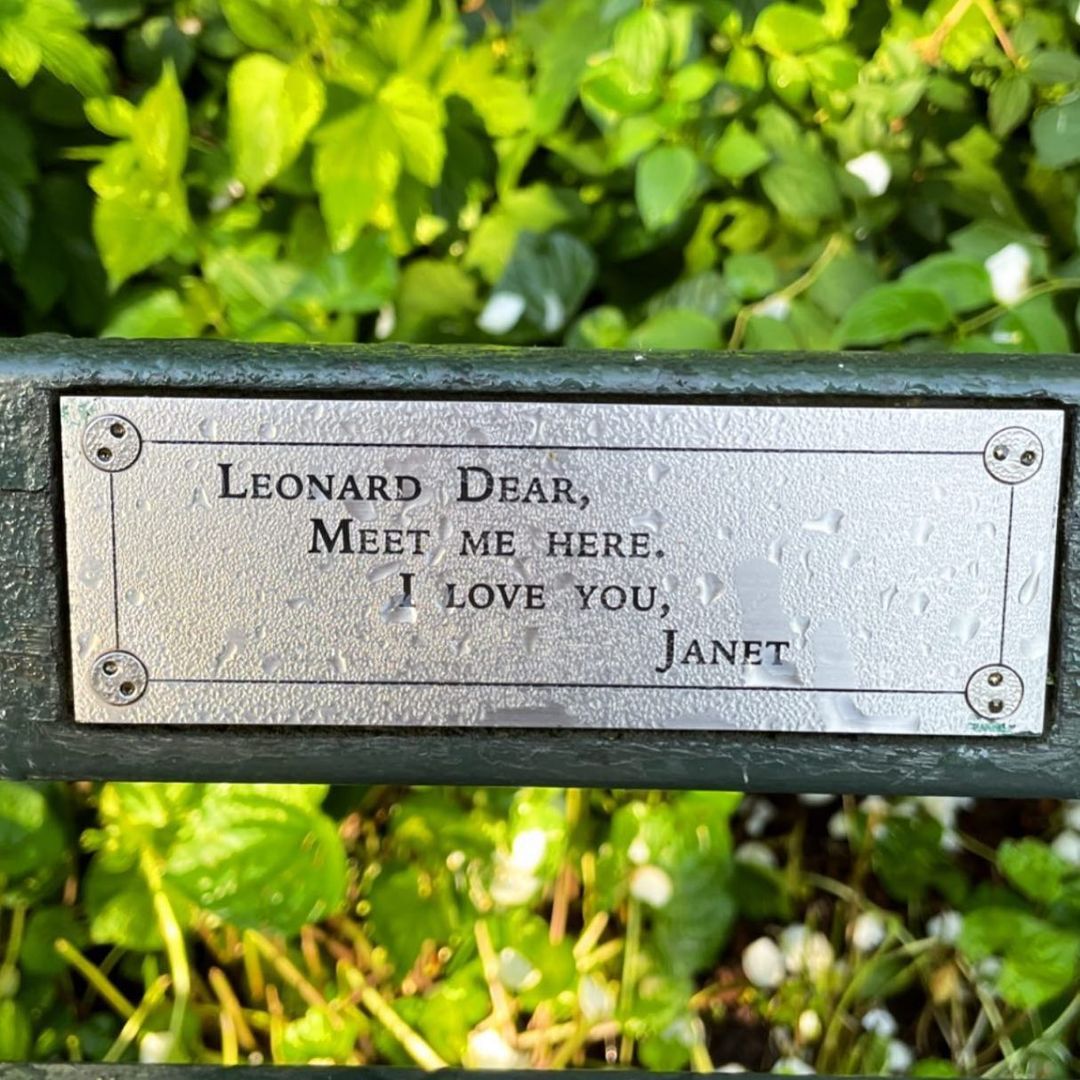 Leonard Dear,
Meet me here.
I love you,
Janet